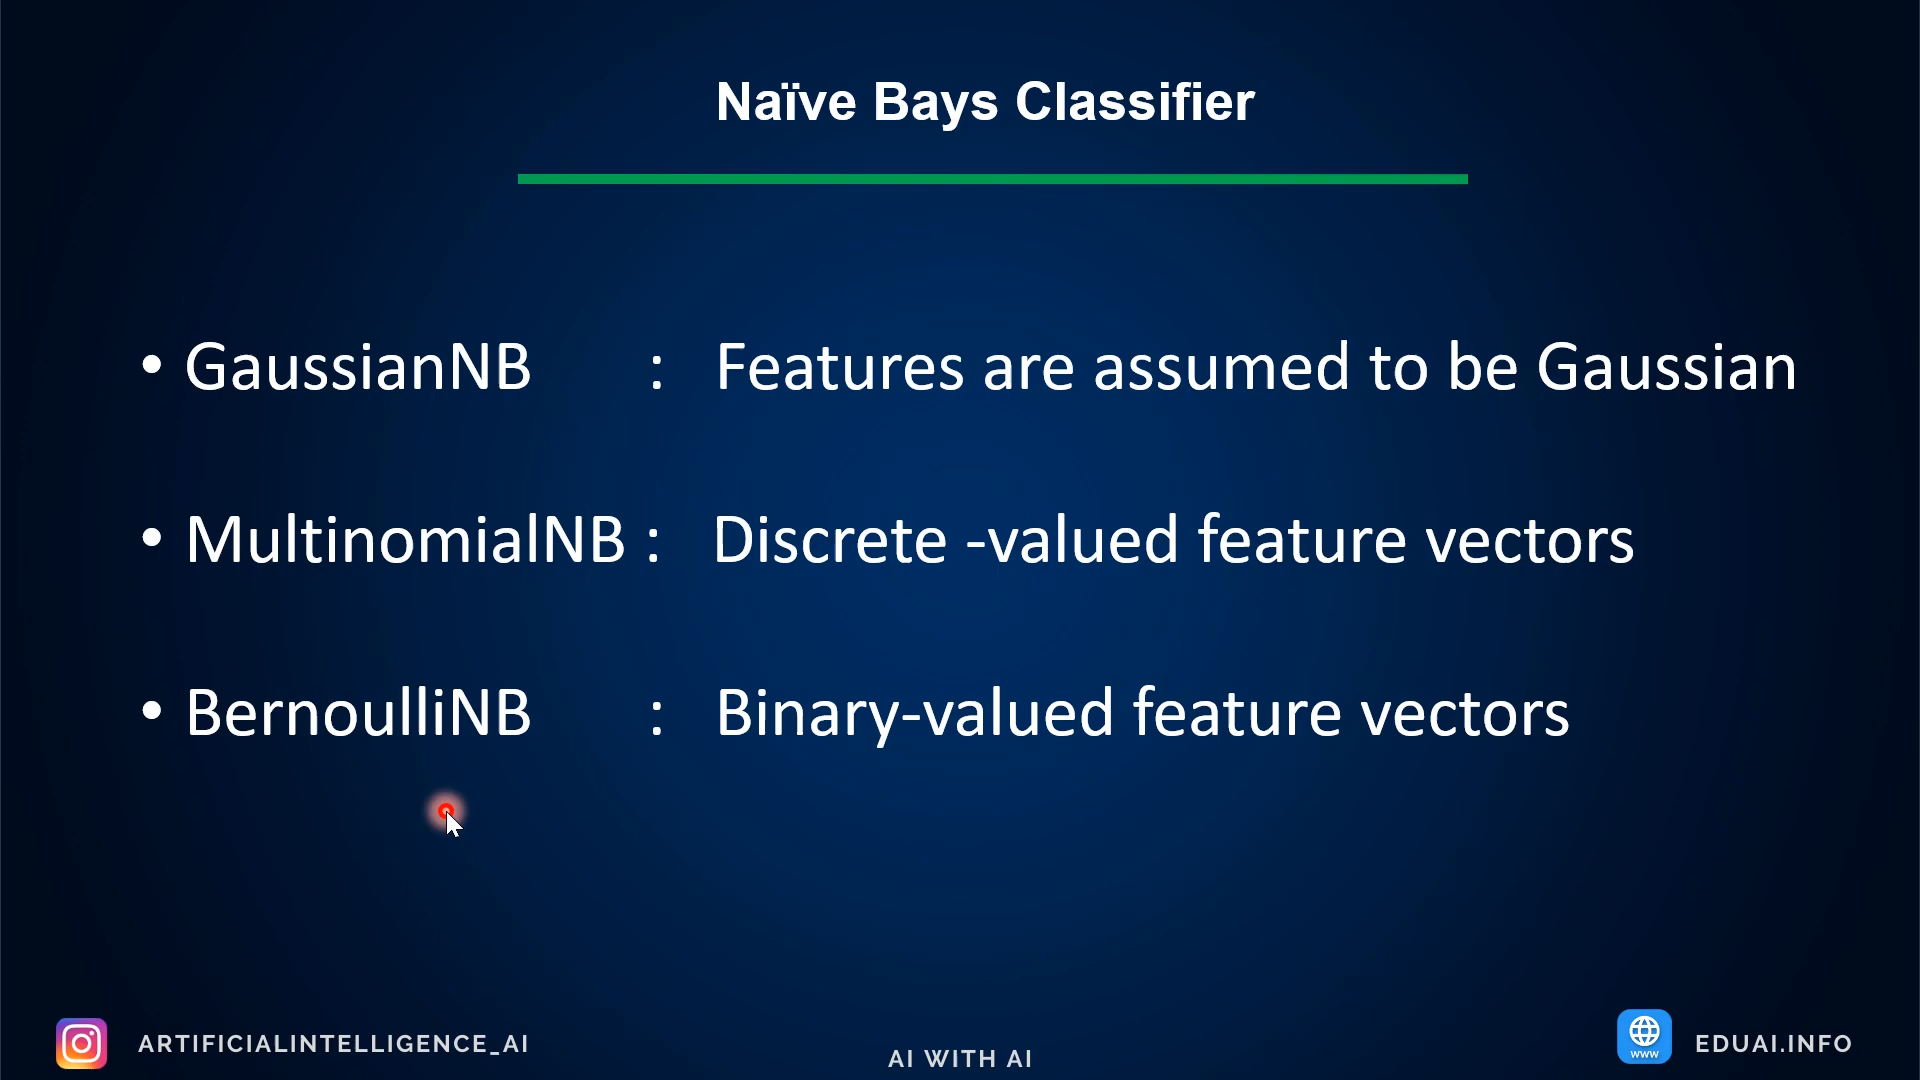 Naïve Bays Classifier
• GaussianNB : Features are assumed to be Gaussian
• MultinomialNB : Discrete -valued feature vectors
• BernoulliNB : Binary-valued feature vectors
ARTIFICIALINTELLIGENCE_AI
AI WITH AI
www
EDUAI.INFO